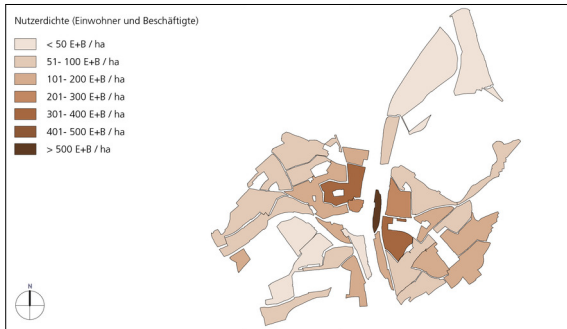 Nutzerdichte (Einwohner und Beschäftigte)
< 50 E+B / ha
51- 100 E+B / ha
101- 200 E+B / ha
201- 300 E+B / ha
301- 400 E+B / ha
401- 500 E+B / ha
> 500 E+B / ha
N